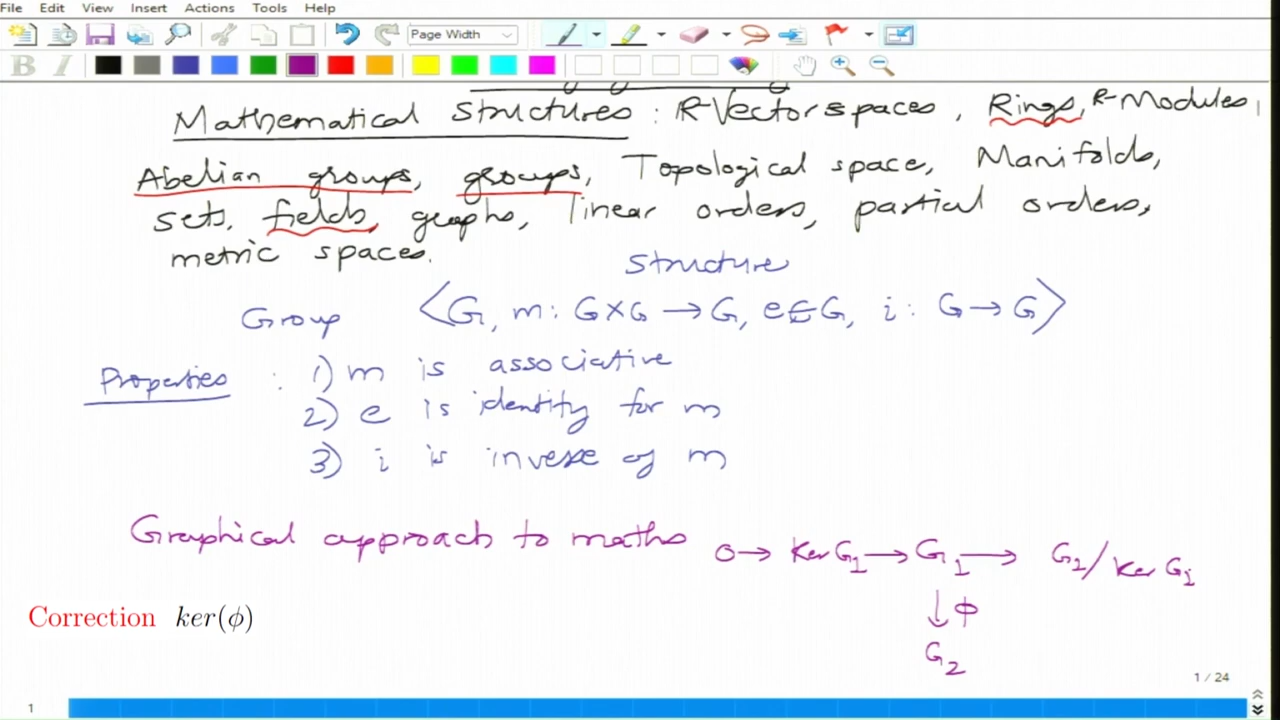 File Edit View Insert Actions Tools Help
Page Width
B I
Mathematical Structures : R-Vector spaces , Rings, R-Modules,
Abelian groups, groups, Topological space, Manifolds,
sets, fields, graphs, linear orders, partial orders,
metric spaces.
Structure
Group ⟨G, m: G×G → G, e∈G, i: G→G⟩
Properties : 1) m is associative
2) e is identity for m
3) i is inverse of m
Graphical approach to maths 0→ Ker G₁ → G₁ → G₁/Ker G₁
↓ϕ
G₂
Correction ker(ϕ)
1 / 24
1